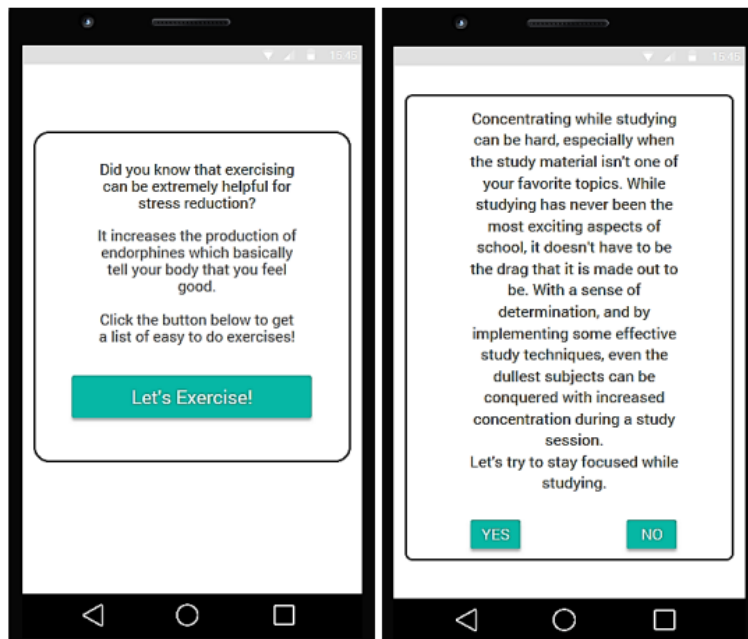 15:45
Did you know that exercising
can be extremely helpful for
stress reduction?
It increases the production of
endorphines which basically
tell your body that you feel
good.
Click the button below to get
a list of easy to do exercises!
Let's Exercise!
15:45
Concentrating while studying
can be hard, especially when
the study material isn't one of
your favorite topics. While
studying has never been the
most exciting aspects of
school, it doesn't have to be
the drag that it is made out to
be. With a sense of
determination, and by
implementing some effective
study techniques, even the
dullest subjects can be
conquered with increased
concentration during a study
session.
Let's try to stay focused while
studying.
YES
NO